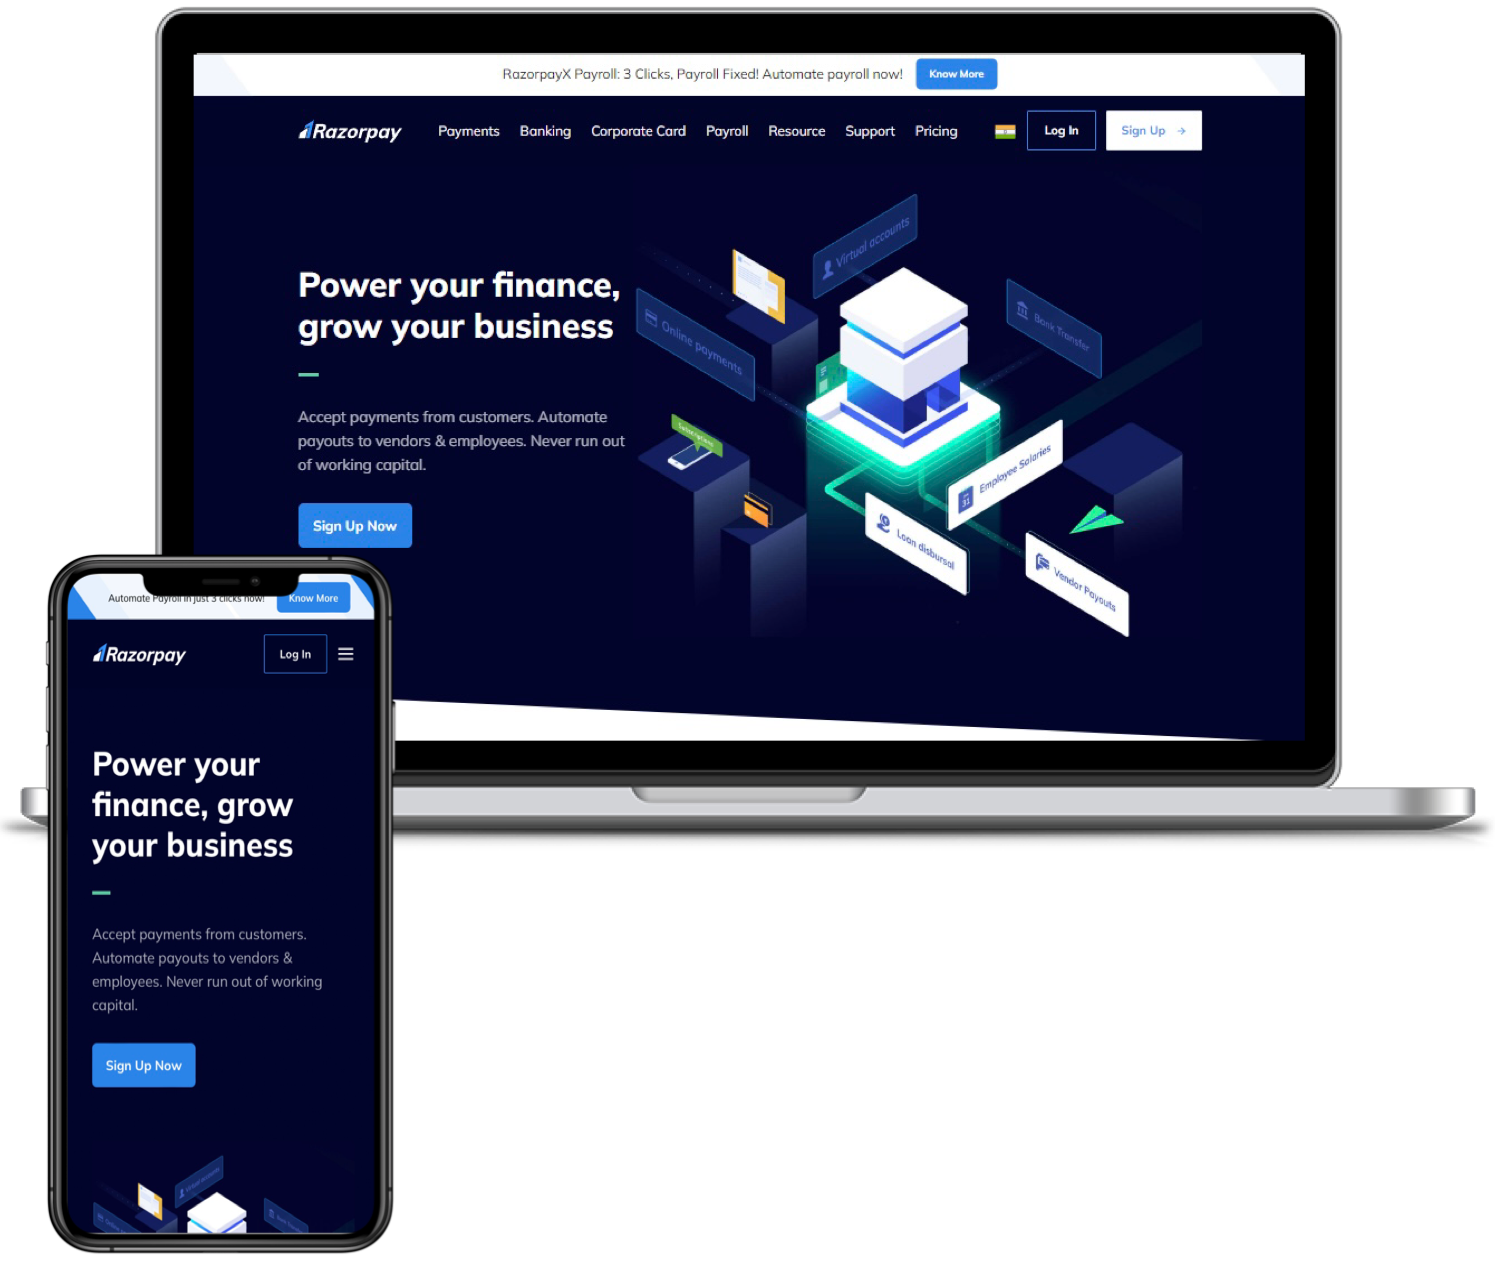 RazorpayX Payroll: 3 Clicks, Payroll Fixed! Automate payroll now!
Know More
Razorpay
Payments
Banking
Corporate Card
Payroll
Resource
Support
Pricing
Log In
Sign Up →
Power your finance,
grow your business
Accept payments from customers. Automate
payouts to vendors & employees. Never run out
of working capital.
Sign Up Now
Virtual accounts
Online payments
Bank Transfer
Subscriptions
Employee Salaries
31
Loan disbursal
Vendor Payouts
Automate Payroll in just 3 clicks now!
Know More
Razorpay
Log In
Power your
finance, grow
your business
Accept payments from customers.
Automate payouts to vendors &
employees. Never run out of working
capital.
Sign Up Now
Virtual accounts